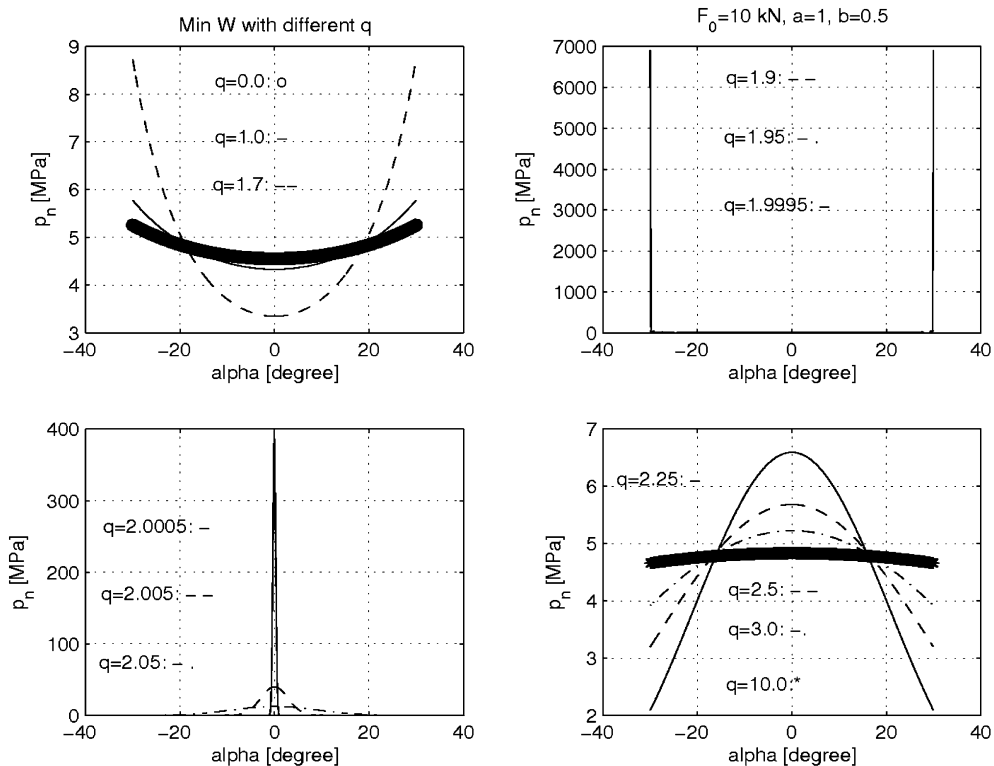 Min W with different q
9
8
7
6
5
4
3
p_n [MPa]
q=0.0: o
q=1.0: –
q=1.7: ––
−40
−20
0
20
40
alpha [degree]
F_0=10 kN, a=1, b=0.5
7000
6000
5000
4000
3000
2000
1000
0
p_n [MPa]
q=1.9: – –
q=1.95: – .
q=1.9995: –
−40
−20
0
20
40
alpha [degree]
400
300
200
100
0
p_n [MPa]
q=2.0005: –
q=2.005: – –
q=2.05: – .
−40
−20
0
20
40
alpha [degree]
7
6
5
4
3
2
p_n [MPa]
q=2.25: –
q=2.5: – –
q=3.0: –.
q=10.0:*
−40
−20
0
20
40
alpha [degree]